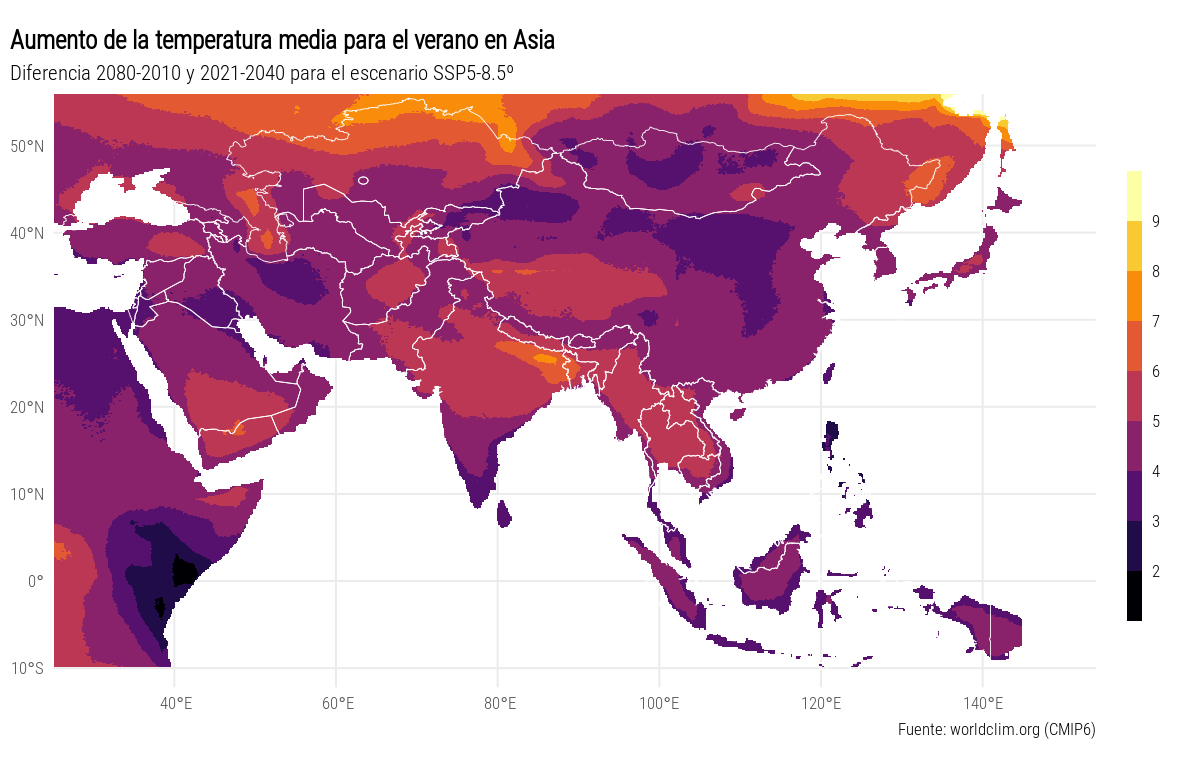 Aumento de la temperatura media para el verano en Asia
Diferencia 2080-2010 y 2021-2040 para el escenario SSP5-8.5º
50°N
40°N
30°N
20°N
10°N
0°
10°S
40°E
60°E
80°E
100°E
120°E
140°E
9
8
7
6
5
4
3
2
Fuente: worldclim.org (CMIP6)